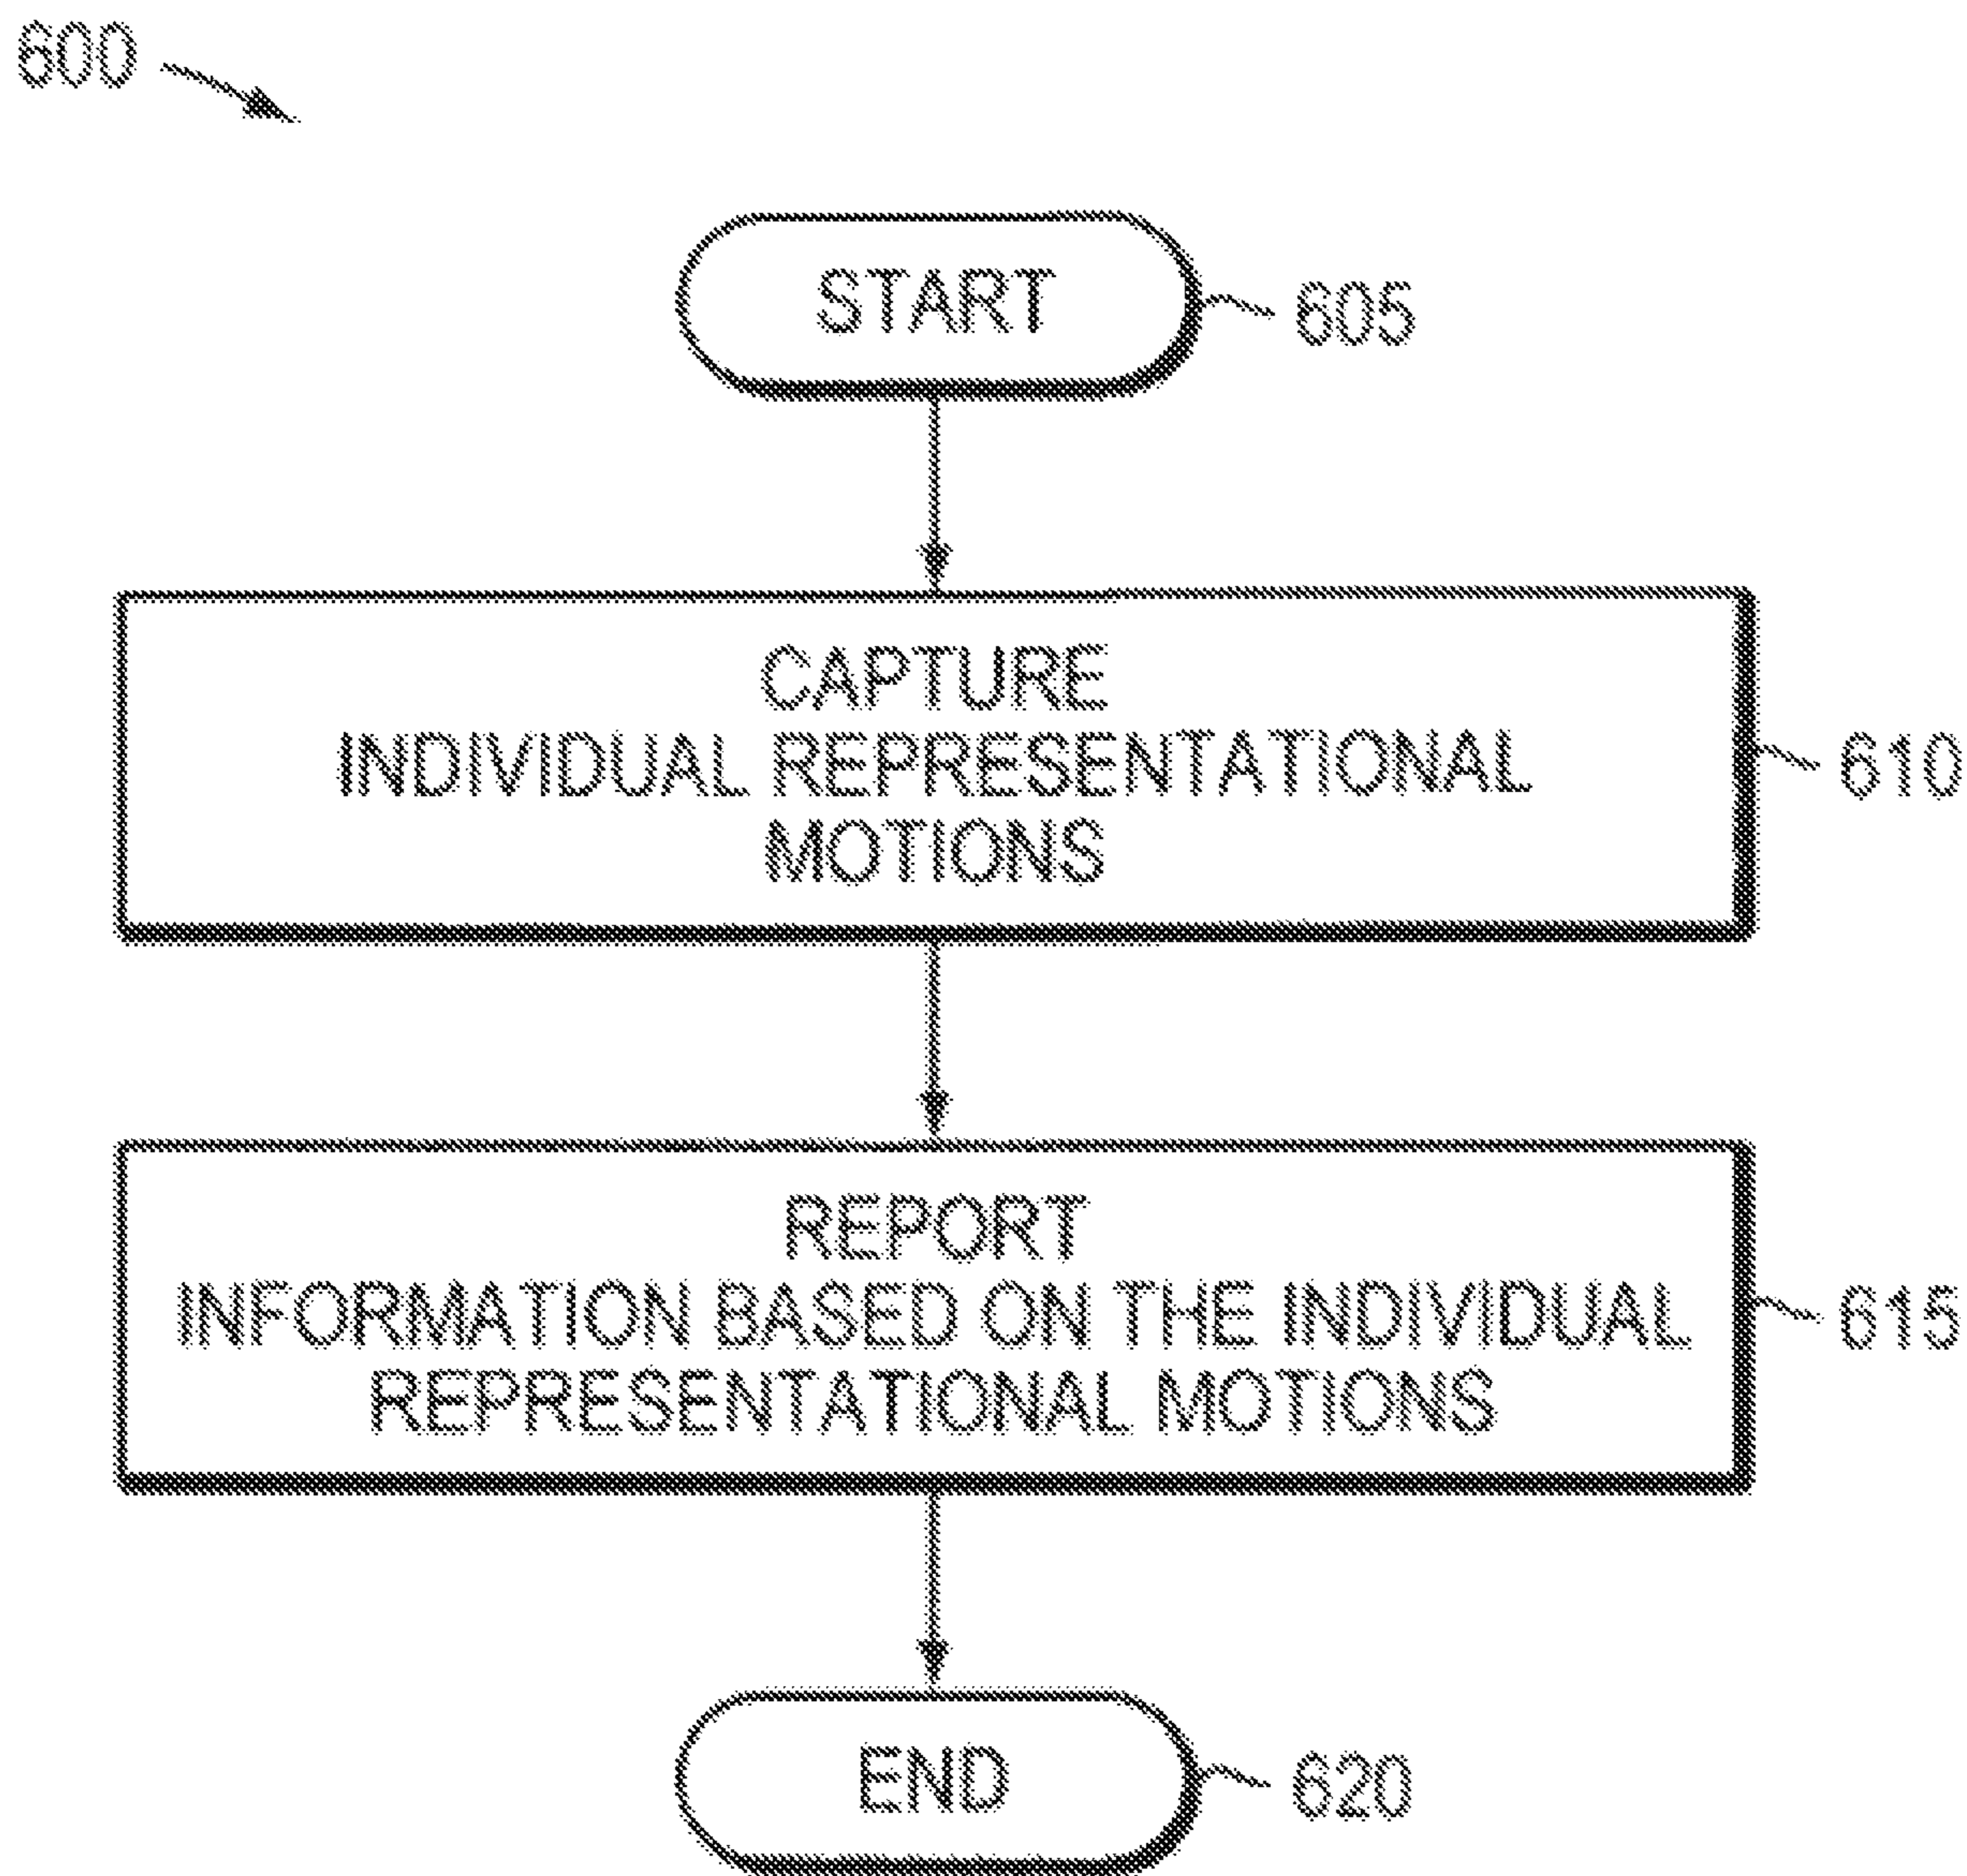 600
START
605
CAPTURE
INDIVIDUAL REPRESENTATIONAL
MOTIONS
610
REPORT
INFORMATION BASED ON THE INDIVIDUAL
REPRESENTATIONAL MOTIONS
615
END
620